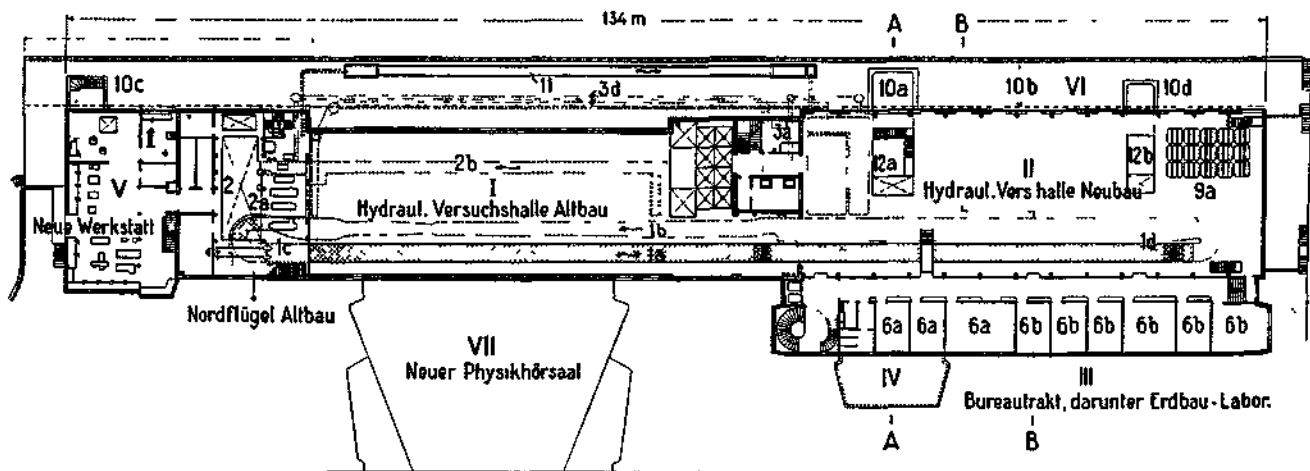 134 m
A
B
10c
11
3d
10a
10b
VI
10d
3a
2b
12a
II
12b
V
2
2a
I
Hydraul. Versuchshalle Altbau
Hydraul. Vers halle Neubau
9a
Neue Werkstatt
1b
1c
1a
1d
Nordflügel Altbau
6a
6a
6a
6b
6b
6b
6b
6b
6b
VII
Neuer Physikhörsaal
IV
III
Bureautrakt, darunter Erdbau-Labor.
A
B